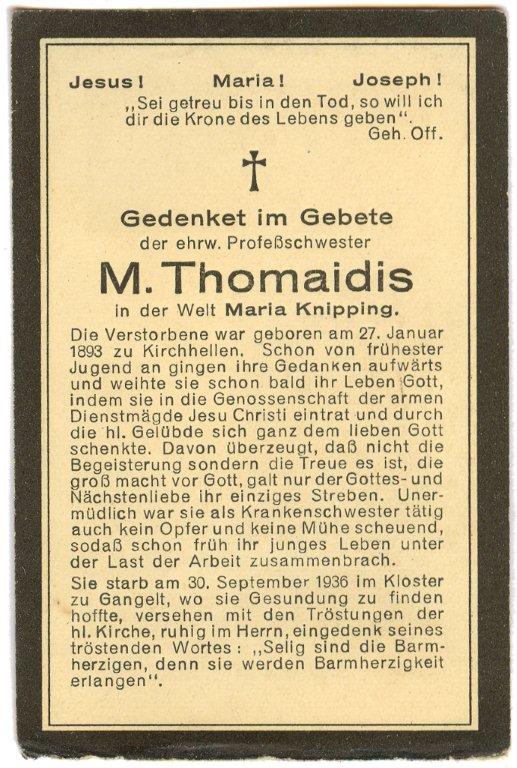 Jesus! Maria! Joseph!
„Sei getreu bis in den Tod, so will ich
dir die Krone des Lebens geben“.
Geh. Off.
Gedenket im Gebete
der ehrw. Profeßschwester
M. Thomaidis
in der Welt Maria Knipping.
Die Verstorbene war geboren am 27. Januar
1893 zu Kirchhellen. Schon von frühester
Jugend an gingen ihre Gedanken aufwärts
und weihte sie schon bald ihr Leben Gott,
indem sie in die Genossenschaft der armen
Dienstmägde Jesu Christi eintrat und durch
die hl. Gelübde sich ganz dem lieben Gott
schenkte. Davon überzeugt, daß nicht die
Begeisterung sondern die Treue es ist, die
groß macht vor Gott, galt nur der Gottes- und
Nächstenliebe ihr einziges Streben. Uner-
müdlich war sie als Krankenschwester tätig
auch kein Opfer und keine Mühe scheuend,
sodaß schon früh ihr junges Leben unter
der Last der Arbeit zusammenbrach.
Sie starb am 30. September 1936 im Kloster
zu Gangelt, wo sie Gesundung zu finden
hoffte, versehen mit den Tröstungen der
hl. Kirche, ruhig im Herrn, eingedenk seines
tröstenden Wortes: „Selig sind die Barm-
herzigen, denn sie werden Barmherzigkeit
erlangen“.